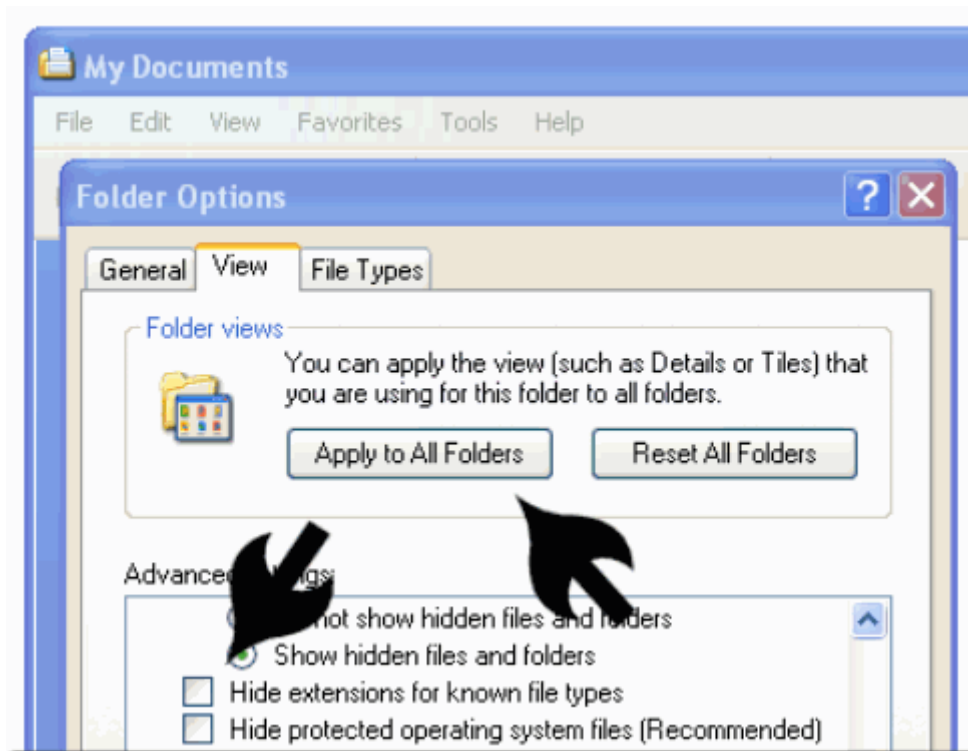 My Documents
File Edit View Favorites Tools Help
Folder Options
General View File Types
Folder views
You can apply the view (such as Details or Tiles) that
you are using for this folder to all folders.
Apply to All Folders Reset All Folders
Advanced
not show hidden files and folders
Show hidden files and folders
Hide extensions for known file types
Hide protected operating system files (Recommended)